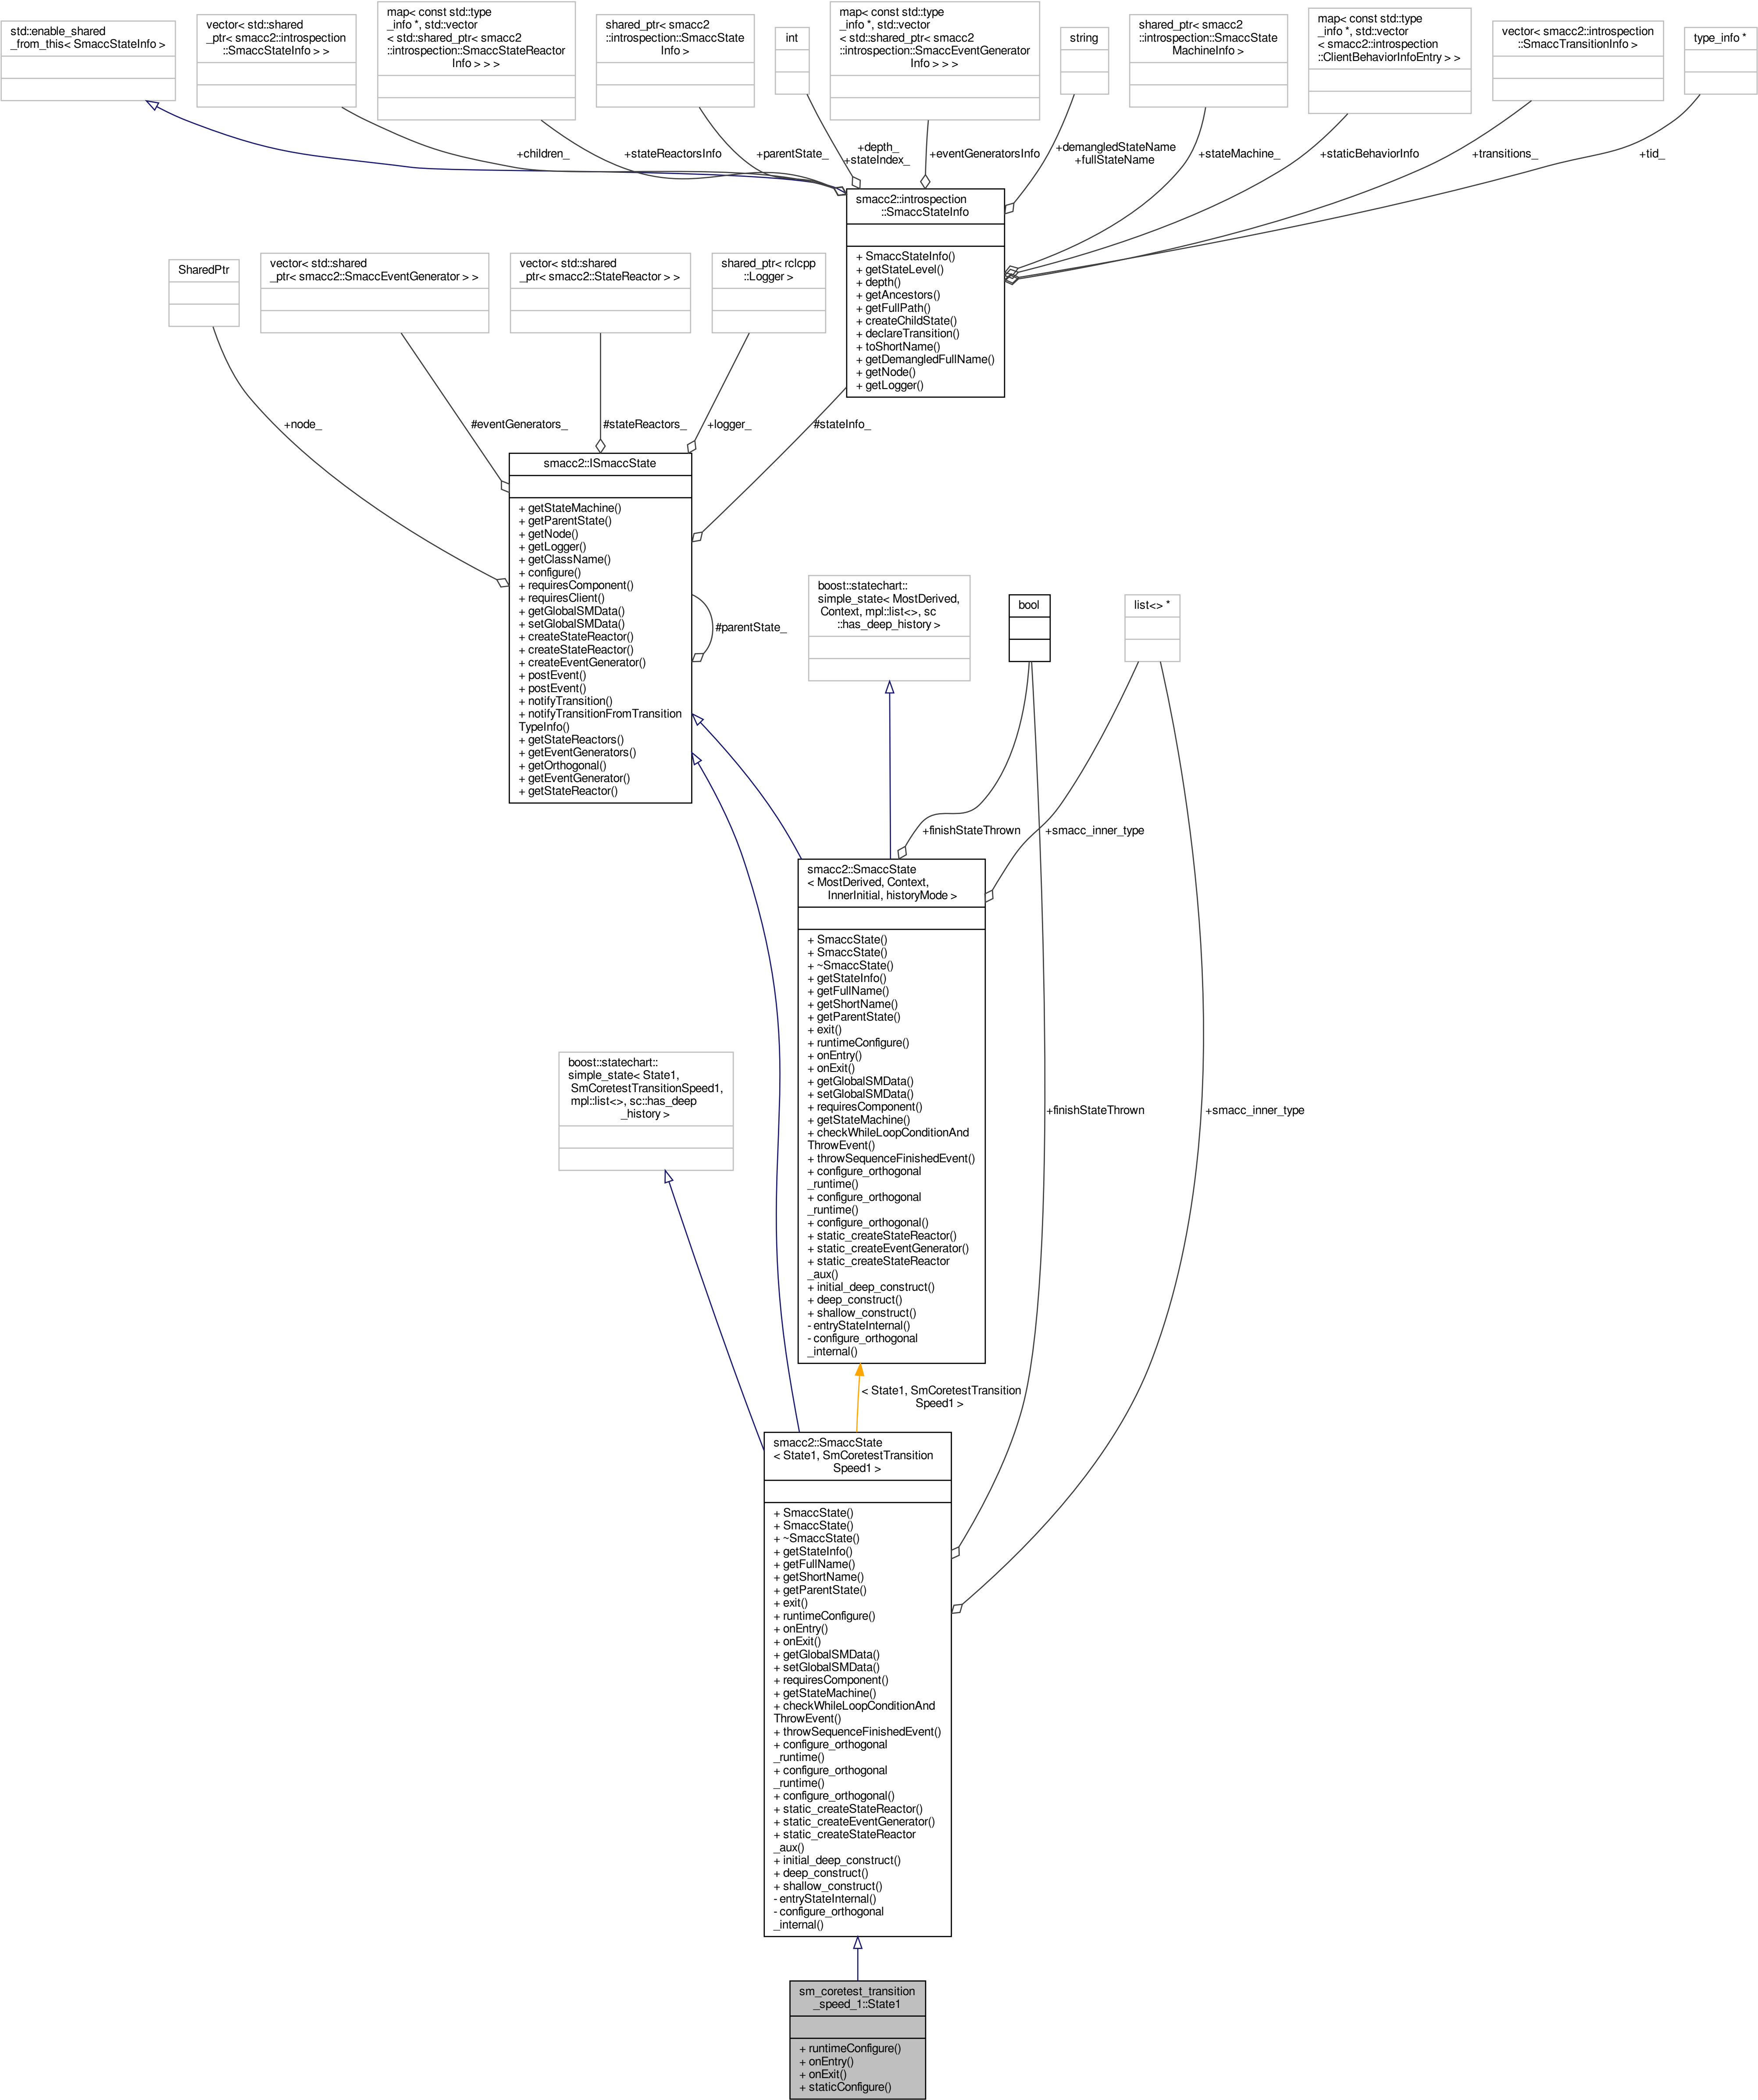 std::enable_shared
_from_this< SmaccStateInfo >
vector< std::shared
_ptr< smacc2::introspection
::SmaccStateInfo > >
map< const std::type
_info *, std::vector
< std::shared_ptr< smacc2
::introspection::SmaccStateReactor
Info > > >
shared_ptr< smacc2
::introspection::SmaccState
Info >
int
map< const std::type
_info *, std::vector
< std::shared_ptr< smacc2
::introspection::SmaccEventGenerator
Info > > >
string
shared_ptr< smacc2
::introspection::SmaccState
MachineInfo >
map< const std::type
_info *, std::vector
< smacc2::introspection
::ClientBehaviorInfoEntry > >
vector< smacc2::introspection
::SmaccTransitionInfo >
type_info *
+children_
+stateReactorsInfo
+parentState_
+depth_
+stateIndex_
+eventGeneratorsInfo
+demangledStateName
+fullStateName
+stateMachine_
+staticBehaviorInfo
+transitions_
+tid_
smacc2::introspection
::SmaccStateInfo
+ SmaccStateInfo()
+ getStateLevel()
+ depth()
+ getAncestors()
+ getFullPath()
+ createChildState()
+ declareTransition()
+ toShortName()
+ getDemangledFullName()
+ getNode()
+ getLogger()
SharedPtr
vector< std::shared
_ptr< smacc2::SmaccEventGenerator > >
vector< std::shared
_ptr< smacc2::StateReactor > >
shared_ptr< rclcpp
::Logger >
+node_
#eventGenerators_
#stateReactors_
+logger_
#stateInfo_
smacc2::ISmaccState
+ getStateMachine()
+ getParentState()
+ getNode()
+ getLogger()
+ getClassName()
+ configure()
+ requiresComponent()
+ requiresClient()
+ getGlobalSMData()
+ setGlobalSMData()
+ createStateReactor()
+ createStateReactor()
+ createEventGenerator()
+ postEvent()
+ postEvent()
+ notifyTransition()
+ notifyTransitionFromTransition
TypeInfo()
+ getStateReactors()
+ getEventGenerators()
+ getOrthogonal()
+ getEventGenerator()
+ getStateReactor()
#parentState_
boost::statechart::
simple_state< MostDerived,
Context, mpl::list<>, sc
::has_deep_history >
bool
list<> *
+finishStateThrown
+smacc_inner_type
smacc2::SmaccState
< MostDerived, Context,
InnerInitial, historyMode >
+ SmaccState()
+ SmaccState()
+ ~SmaccState()
+ getStateInfo()
+ getFullName()
+ getShortName()
+ getParentState()
+ exit()
+ runtimeConfigure()
+ onEntry()
+ onExit()
+ getGlobalSMData()
+ setGlobalSMData()
+ requiresComponent()
+ getStateMachine()
+ checkWhileLoopConditionAnd
ThrowEvent()
+ throwSequenceFinishedEvent()
+ configure_orthogonal
_runtime()
+ configure_orthogonal
_runtime()
+ configure_orthogonal()
+ static_createStateReactor()
+ static_createEventGenerator()
+ static_createStateReactor
_aux()
+ initial_deep_construct()
+ deep_construct()
+ shallow_construct()
- entryStateInternal()
- configure_orthogonal
_internal()
boost::statechart::
simple_state< State1,
SmCoretestTransitionSpeed1,
mpl::list<>, sc::has_deep
_history >
+finishStateThrown
+smacc_inner_type
< State1, SmCoretestTransition
Speed1 >
smacc2::SmaccState
< State1, SmCoretestTransition
Speed1 >
+ SmaccState()
+ SmaccState()
+ ~SmaccState()
+ getStateInfo()
+ getFullName()
+ getShortName()
+ getParentState()
+ exit()
+ runtimeConfigure()
+ onEntry()
+ onExit()
+ getGlobalSMData()
+ setGlobalSMData()
+ requiresComponent()
+ getStateMachine()
+ checkWhileLoopConditionAnd
ThrowEvent()
+ throwSequenceFinishedEvent()
+ configure_orthogonal
_runtime()
+ configure_orthogonal
_runtime()
+ configure_orthogonal()
+ static_createStateReactor()
+ static_createEventGenerator()
+ static_createStateReactor
_aux()
+ initial_deep_construct()
+ deep_construct()
+ shallow_construct()
- entryStateInternal()
- configure_orthogonal
_internal()
sm_coretest_transition
_speed_1::State1
+ runtimeConfigure()
+ onEntry()
+ onExit()
+ staticConfigure()